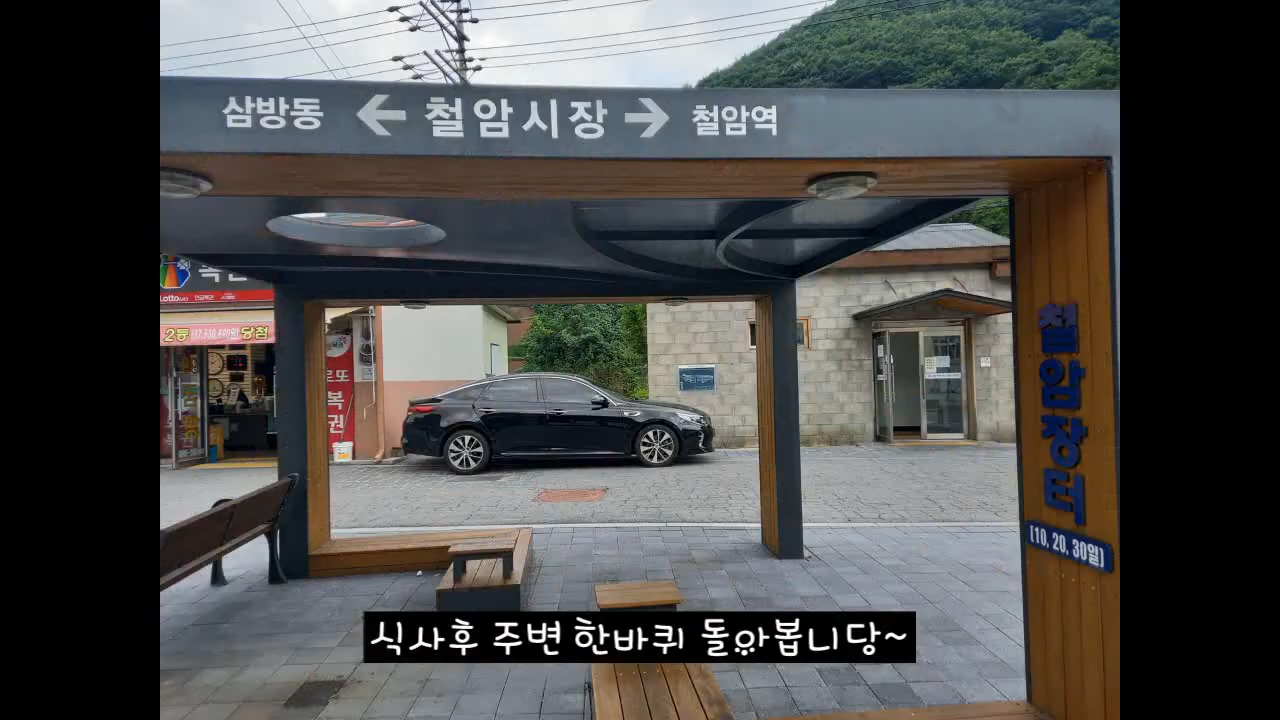 삼방동 ← 철암시장 → 철암역
Lotto
2등 당첨
로또
복
권
철암장터
(10, 20, 30일)
식사후 주변 한바퀴 돌아봅니당~